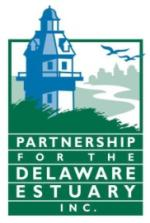 PARTNERSHIP
FOR THE
DELAWARE
ESTUARY
INC.